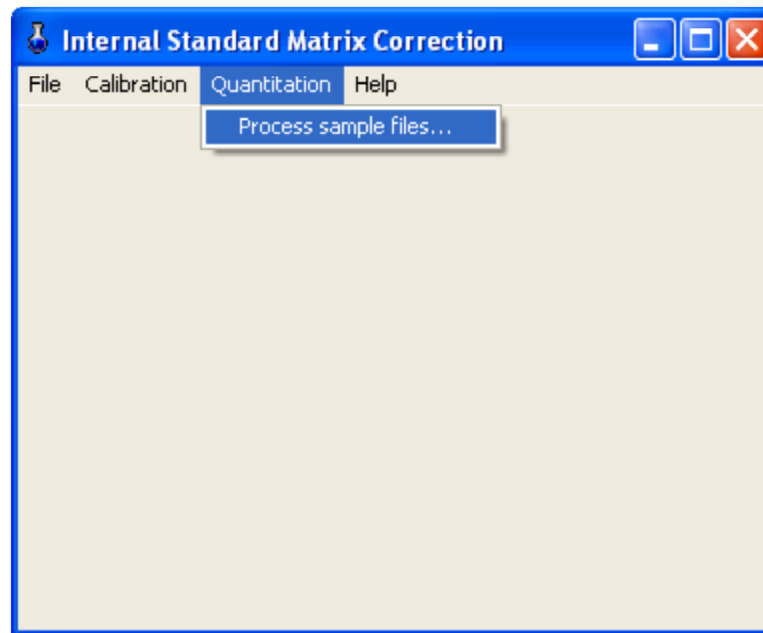 Internal Standard Matrix Correction
File Calibration Quantitation Help
Process sample files...